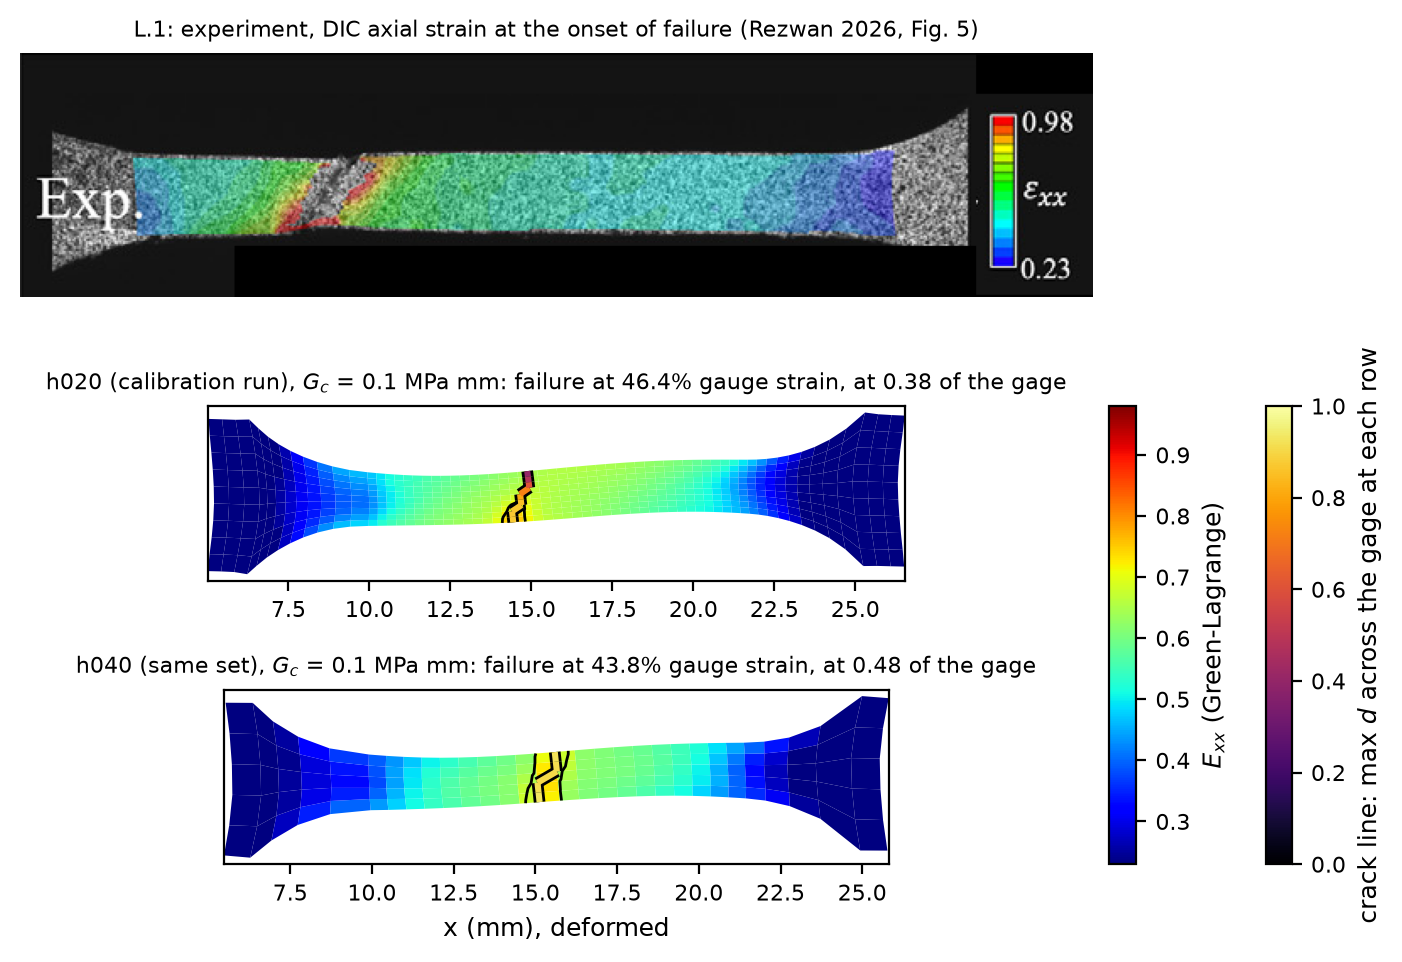 L.1: experiment, DIC axial strain at the onset of failure (Rezwan 2026, Fig. 5)
Exp.
0.98
εxx
0.23
h020 (calibration run), Gc = 0.1 MPa mm: failure at 46.4% gauge strain, at 0.38 of the gage
7.5 10.0 12.5 15.0 17.5 20.0 22.5 25.0
h040 (same set), Gc = 0.1 MPa mm: failure at 43.8% gauge strain, at 0.48 of the gage
7.5 10.0 12.5 15.0 17.5 20.0 22.5 25.0
x (mm), deformed
0.9
0.8
0.7
0.6
0.5
0.4
0.3
Exx (Green-Lagrange)
1.0
0.8
0.6
0.4
0.2
0.0
crack line: max d across the gage at each row